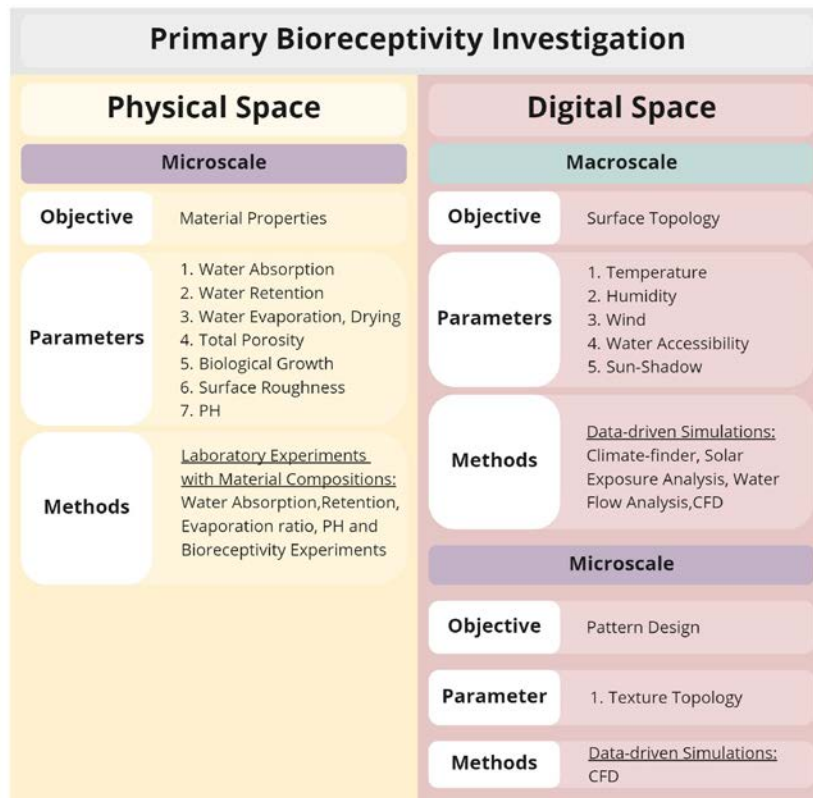 Primary Bioreceptivity Investigation
Physical Space
Microscale
Objective
Material Properties
Parameters
1. Water Absorption
2. Water Retention
3. Water Evaporation, Drying
4. Total Porosity
5. Biological Growth
6. Surface Roughness
7. PH
Methods
Laboratory Experiments
with Material Compositions:
Water Absorption,Retention,
Evaporation ratio, PH and
Bioreceptivity Experiments
Digital Space
Macroscale
Objective
Surface Topology
Parameters
1. Temperature
2. Humidity
3. Wind
4. Water Accessibility
5. Sun-Shadow
Methods
Data-driven Simulations:
Climate-finder, Solar
Exposure Analysis, Water
Flow Analysis,CFD
Microscale
Objective
Pattern Design
Parameter
1. Texture Topology
Methods
Data-driven Simulations:
CFD